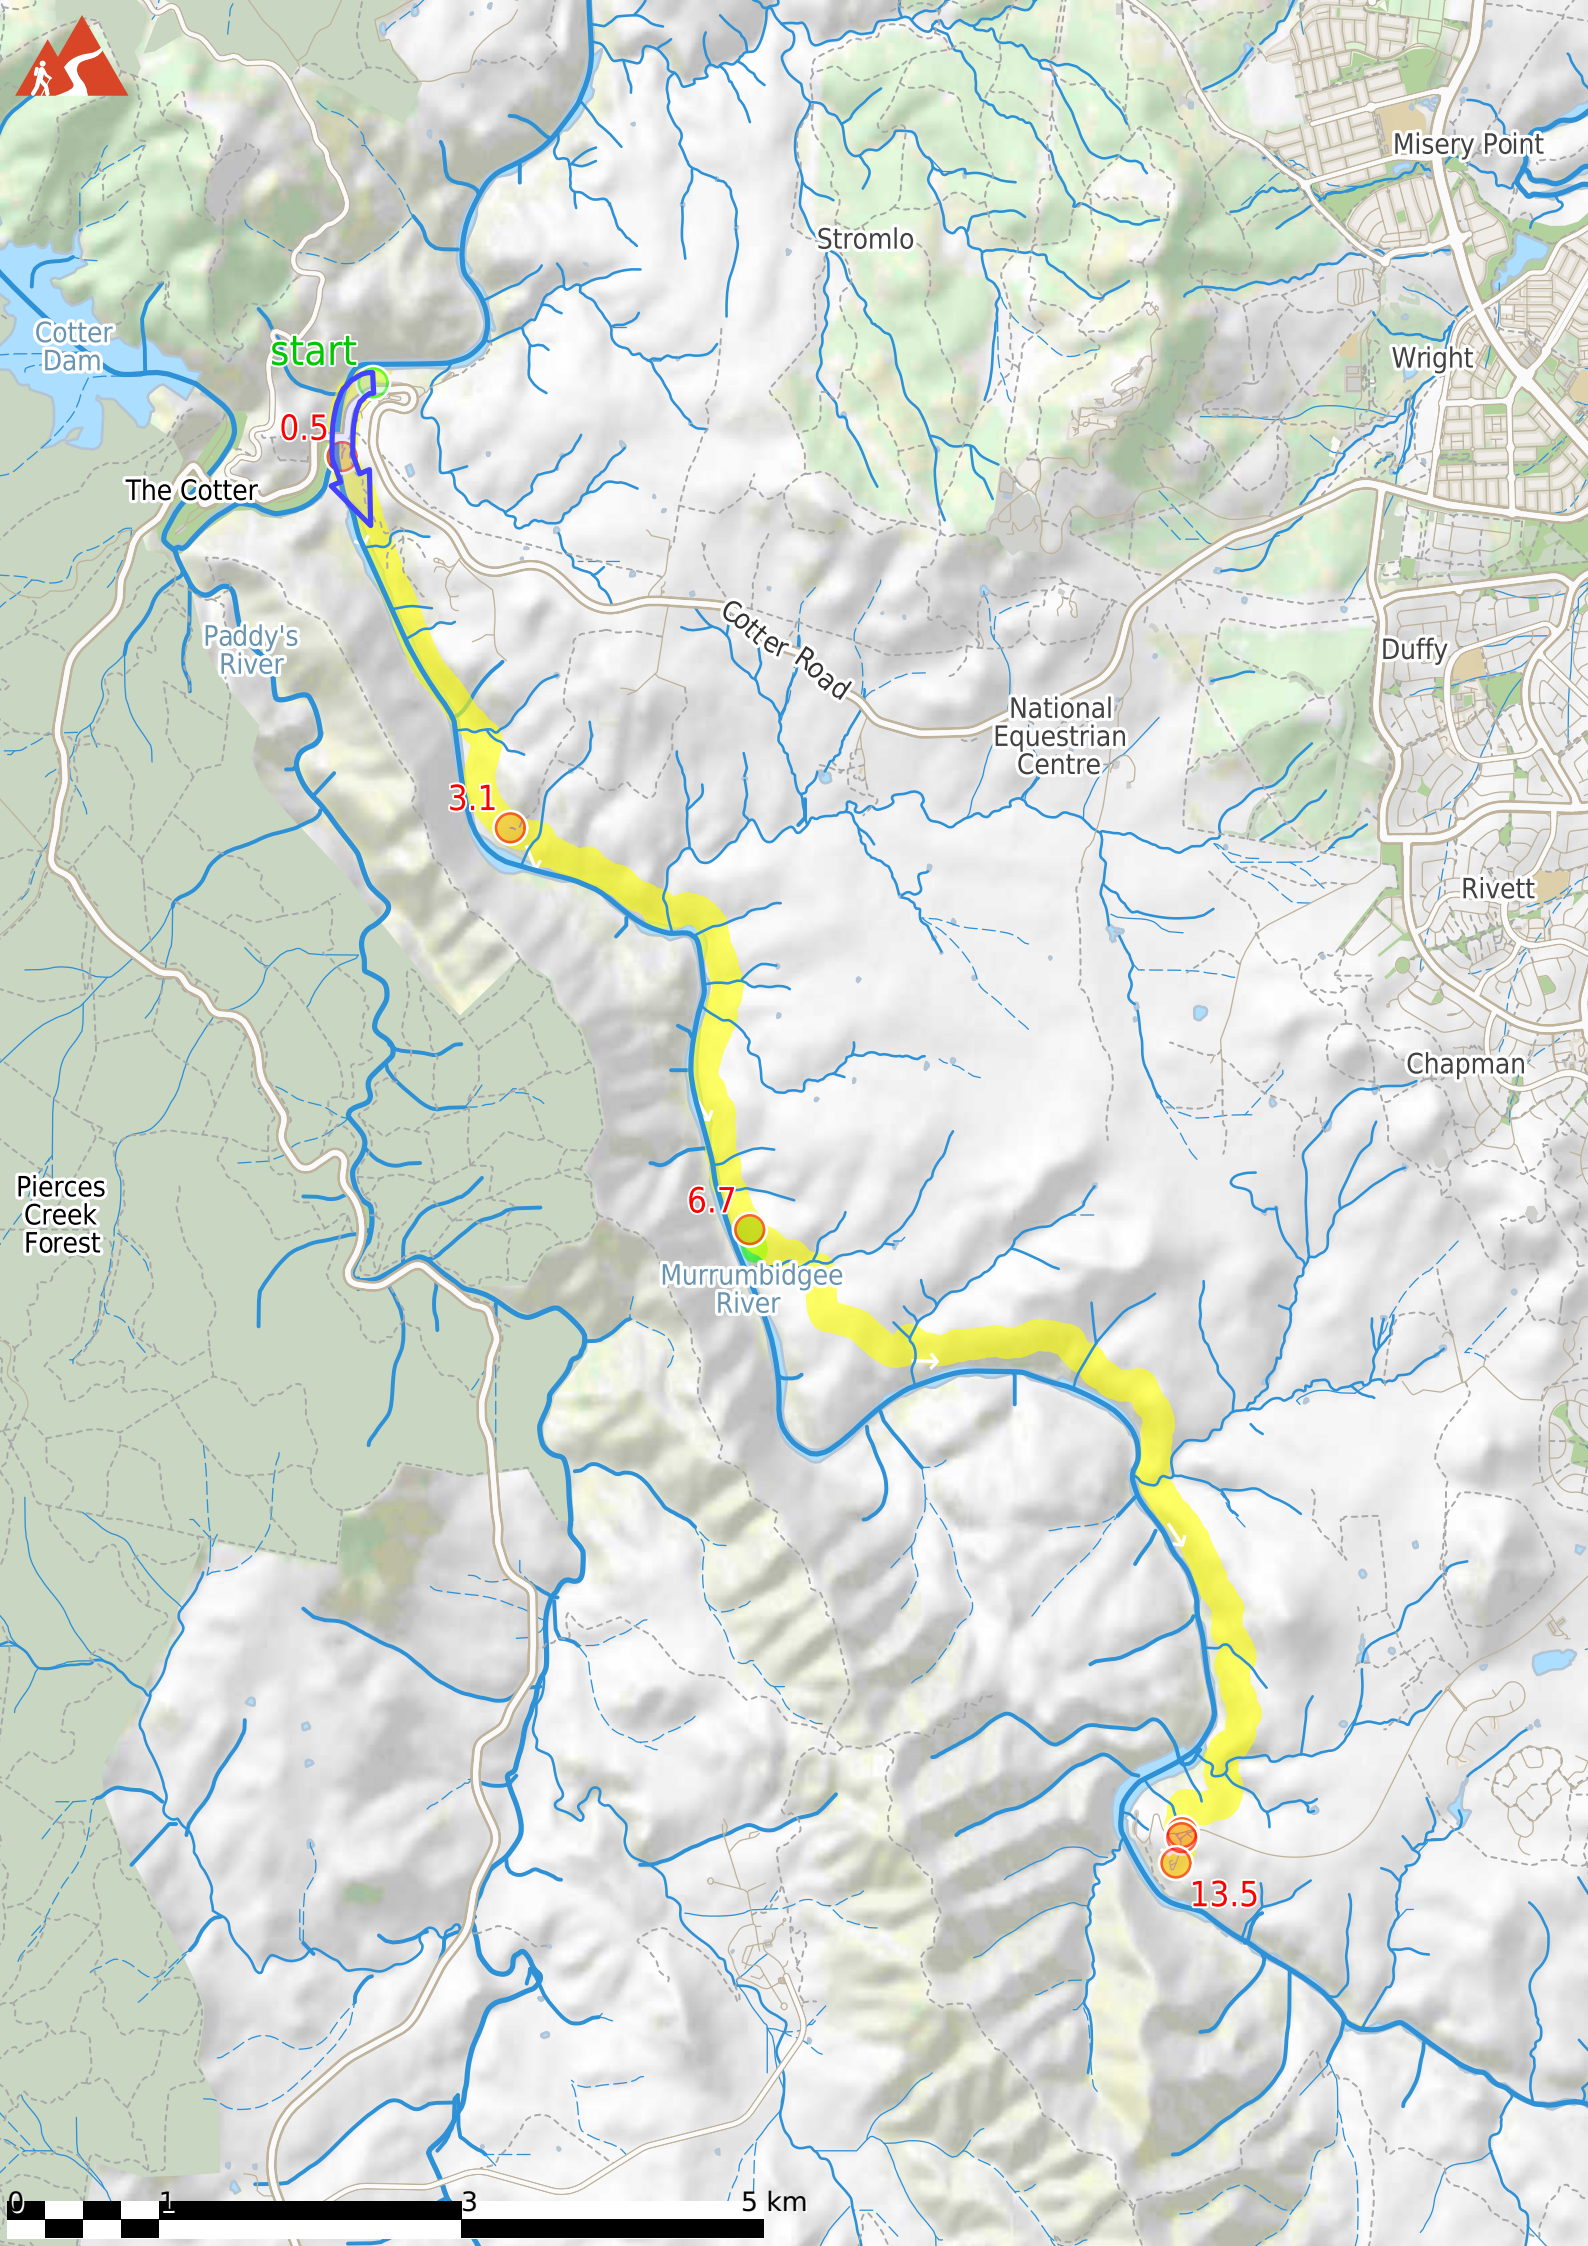 Misery Point
Stromlo
Cotter
Dam
Wright
start
0.5
The Cotter
Cotter Road
Paddy's
River
Duffy
National
Equestrian
Centre
3.1
Rivett
Chapman
Pierces
Creek
Forest
6.7
Murrumbidgee
River
13.5
0 1 3 5 km